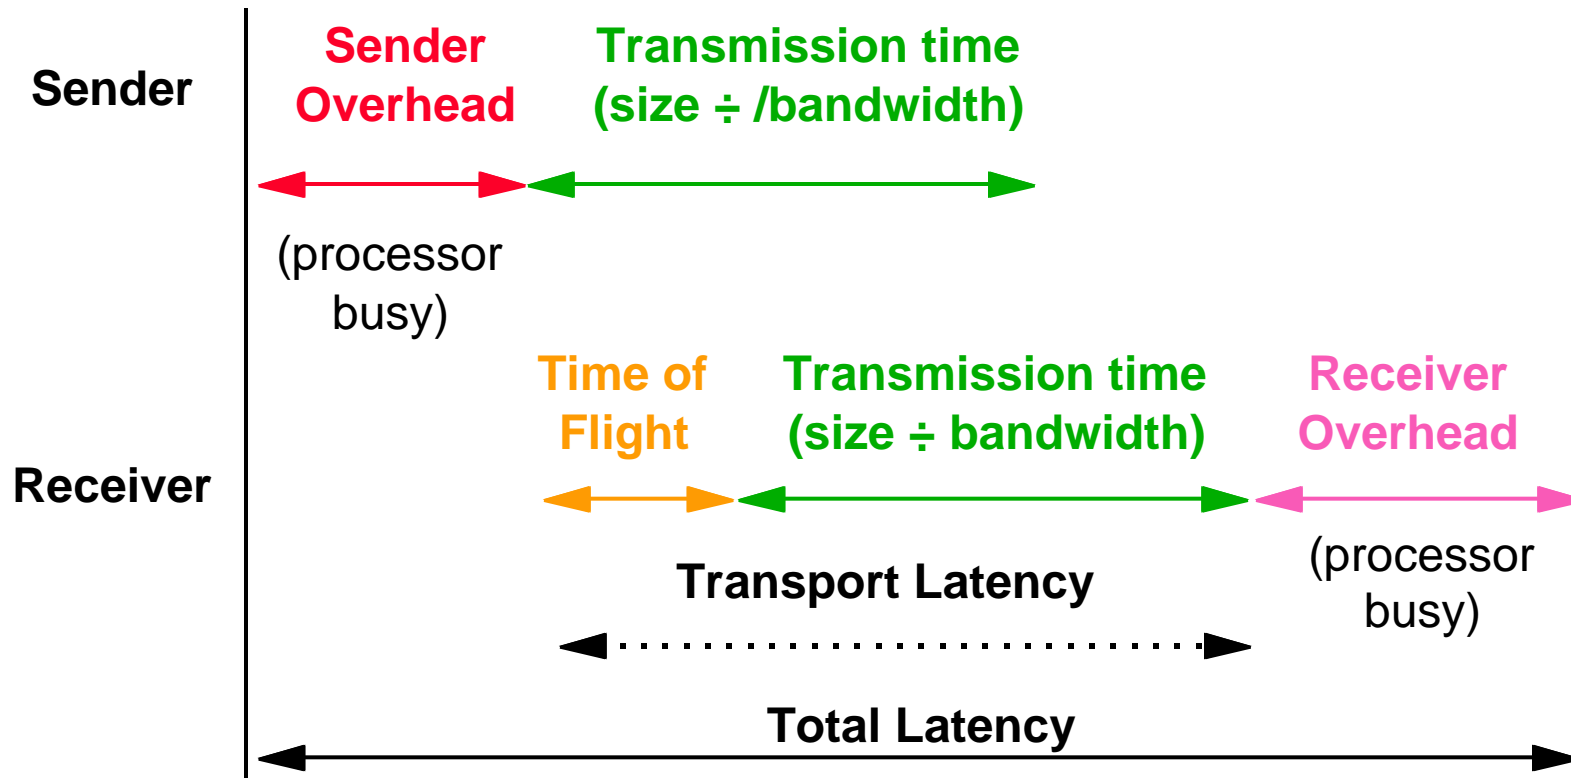 Sender
Sender
Overhead
Transmission time
(size ÷ /bandwidth)
(processor
busy)
Receiver
Time of
Flight
Transmission time
(size ÷ bandwidth)
Receiver
Overhead
(processor
busy)
Transport Latency
Total Latency